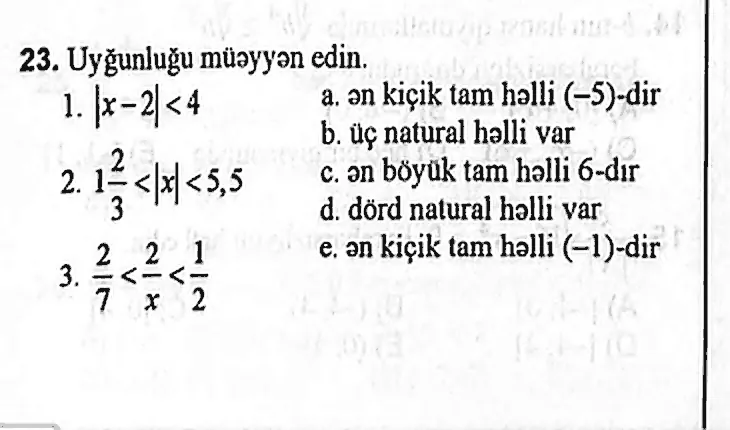 23. Uyğunluğu müəyyən edin.
1. |x−2|<4
2. 1 2/3 <|x|<5,5
3. 2/7 < 2/x < 1/2
a. ən kiçik tam həlli (−5)-dir
b. üç natural həlli var
c. ən böyük tam həlli 6-dır
d. dörd natural həlli var
e. ən kiçik tam həlli (−1)-dir